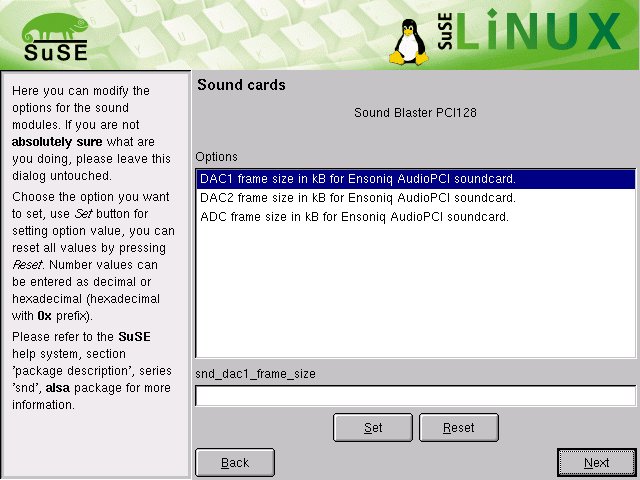 SuSE
SuSE LiNUX
Here you can modify the
options for the sound
modules. If you are not
absolutely sure what are
you doing, please leave this
dialog untouched.
Choose the option you want
to set, use Set button for
setting option value, you can
reset all values by pressing
Reset. Number values can
be entered as decimal or
hexadecimal (hexadecimal
with 0x prefix).
Please refer to the SuSE
help system, section
'package description', series
'snd', alsa package for more
information.
Sound cards
Sound Blaster PCI128
Options
DAC1 frame size in kB for Ensoniq AudioPCI soundcard.
DAC2 frame size in kB for Ensoniq AudioPCI soundcard.
ADC frame size in kB for Ensoniq AudioPCI soundcard.
snd_dac1_frame_size
Set Reset
Back Next